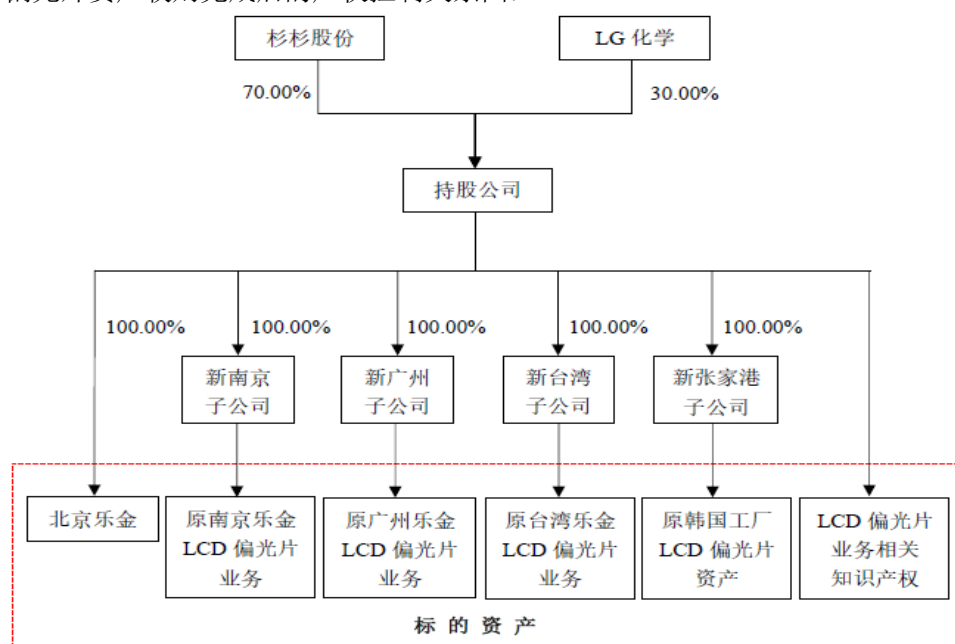 杉杉股份
LG 化学
70.00%
30.00%
持股公司
100.00%
100.00%
100.00%
100.00%
100.00%
新南京
子公司
新广州
子公司
新台湾
子公司
新张家港
子公司
北京乐金
原南京乐金
LCD 偏光片
业务
原广州乐金
LCD 偏光片
业务
原台湾乐金
LCD 偏光片
业务
原韩国工厂
LCD 偏光片
资产
LCD 偏光片
业务相关
知识产权
标 的 资 产